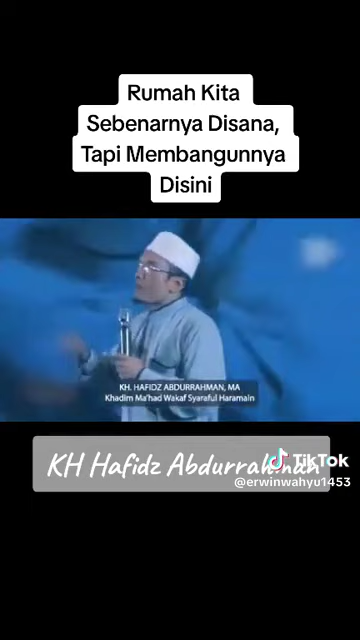 Rumah Kita
Sebenarnya Disana,
Tapi Membangunnya
Disini
KH. HAFIDZ ABDURRAHMAN, MA
Khadim Ma'had Wakaf Syaraful Haramain
KH Hafidz Abdurrahman
TikTok
@erwinwahyu1453